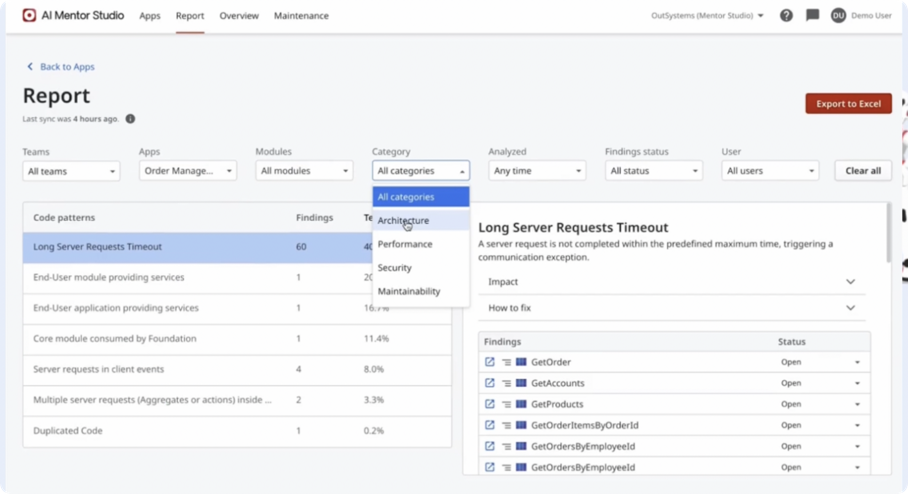 AI Mentor Studio Apps Report Overview Maintenance OutSystems (Mentor Studio) DU Demo User
Back to Apps
Report
Export to Excel
Last sync was 4 hours ago.
Teams Apps Modules Category Analyzed Findings status User
All teams Order Manage... All modules All categories Any time All status All users Clear all
All categories
Architecture
Performance
Security
Maintainability
Code patterns Findings
Long Server Requests Timeout 60
End-User module providing services 1
End-User application providing services 1 16.7%
Core module consumed by Foundation 1 11.4%
Server requests in client events 4 8.0%
Multiple server requests (Aggregates or actions) inside ... 2 3.3%
Duplicated Code 1 0.2%
Long Server Requests Timeout
A server request is not completed within the predefined maximum time, triggering a
communication exception.
Impact
How to fix
Findings Status
GetOrder Open
GetAccounts Open
GetProducts Open
GetOrderItemsByOrderId Open
GetOrdersByEmployeeId Open
GetOrdersByEmployeeId Open